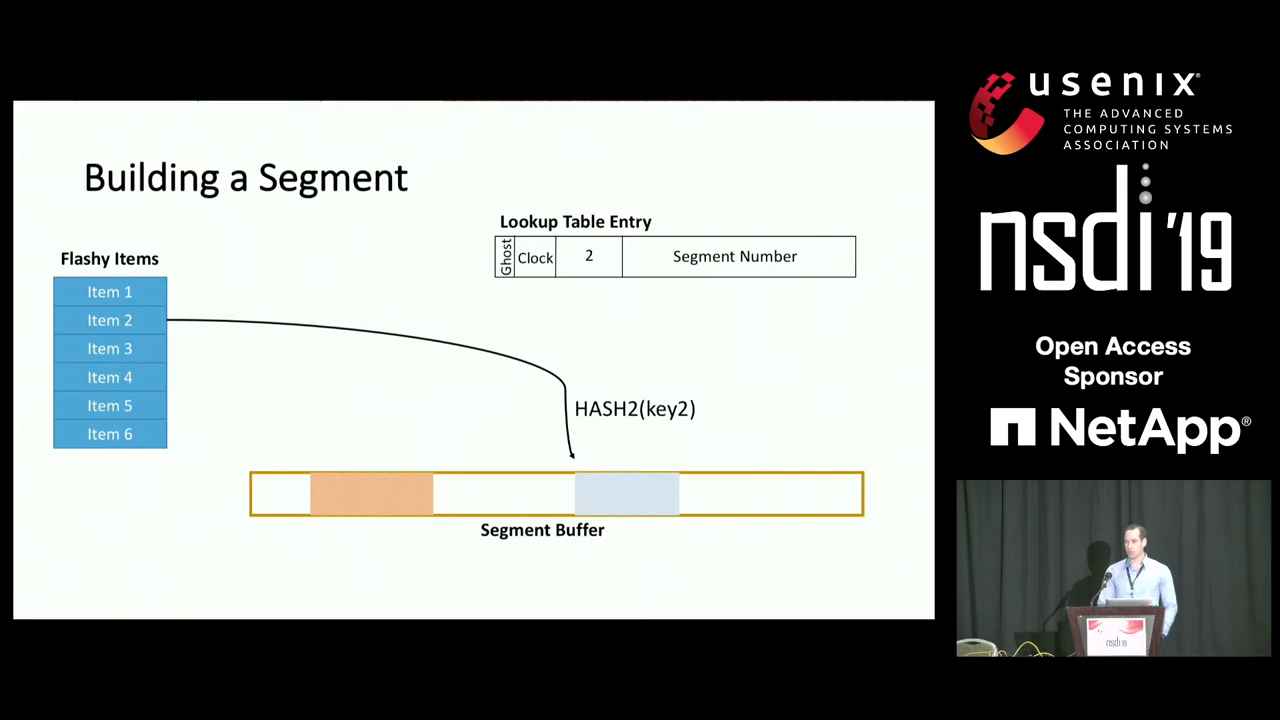 Building a Segment
Lookup Table Entry
Ghost
Clock
2
Segment Number
Flashy Items
Item 1
Item 2
Item 3
Item 4
Item 5
Item 6
HASH2(key2)
Segment Buffer
usenix®
THE ADVANCED
COMPUTING SYSTEMS
ASSOCIATION
nsdi '19
Open Access
Sponsor
NetApp®
nsdi'19